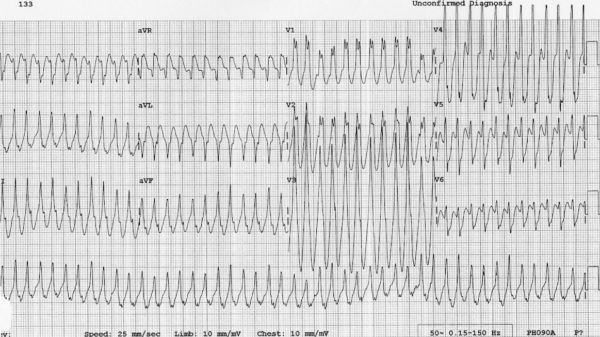 133
Unconfirmed Diagnosis
aVR
V1
V4
aVL
V2
V5
aVF
V3
V6
Speed: 25 mm/sec Limb: 10 mm/mV Chest: 10 mm/mV
50~ 0.15-150 Hz
PH090A
P?